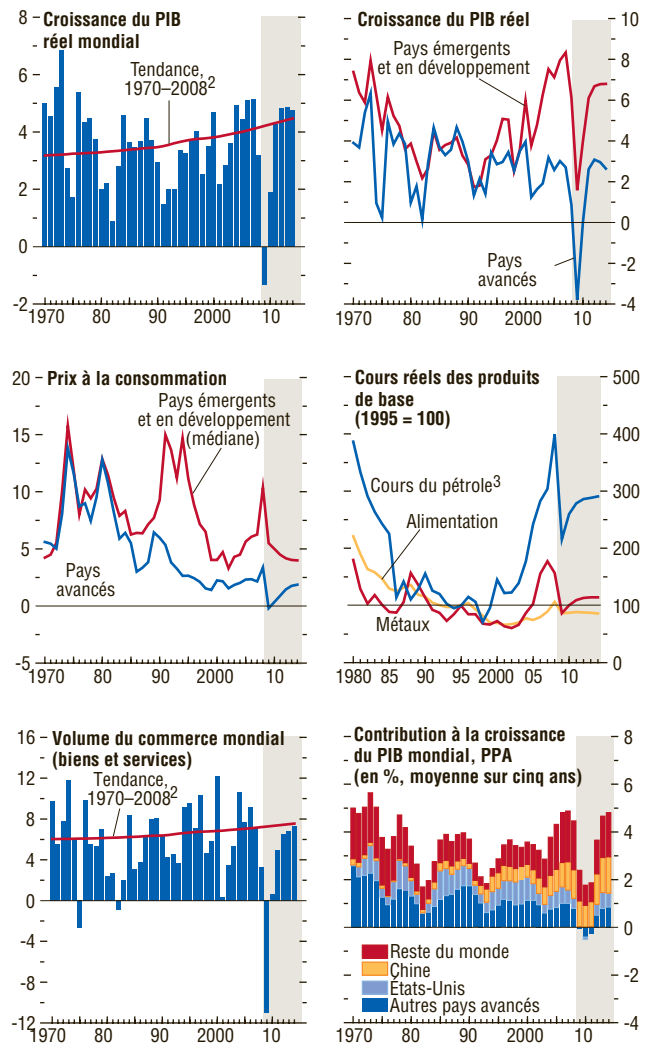 Croissance du PIB
réel mondial
Tendance,
1970–2008²
8
6
4
2
0
-2
1970 80 90 2000 10
Croissance du PIB réel
Pays émergents
et en développement
Pays
avancés
10
8
6
4
2
0
-2
-4
1970 80 90 2000 10
Prix à la consommation
Pays émergents
et en développement
(médiane)
Pays
avancés
20
15
10
5
0
-5
1970 80 90 2000 10
Cours réels des produits
de base
(1995 = 100)
Cours du pétrole³
Alimentation
Métaux
500
400
300
200
100
0
1980 85 90 95 2000 05 10
Volume du commerce mondial
(biens et services)
Tendance,
1970–2008²
16
12
8
4
0
-4
-8
-12
1970 80 90 2000 10
Contribution à la croissance
du PIB mondial, PPA
(en %, moyenne sur cinq ans)
Reste du monde
Chine
États-Unis
Autres pays avancés
8
6
4
2
0
-2
-4
1970 80 90 2000 10